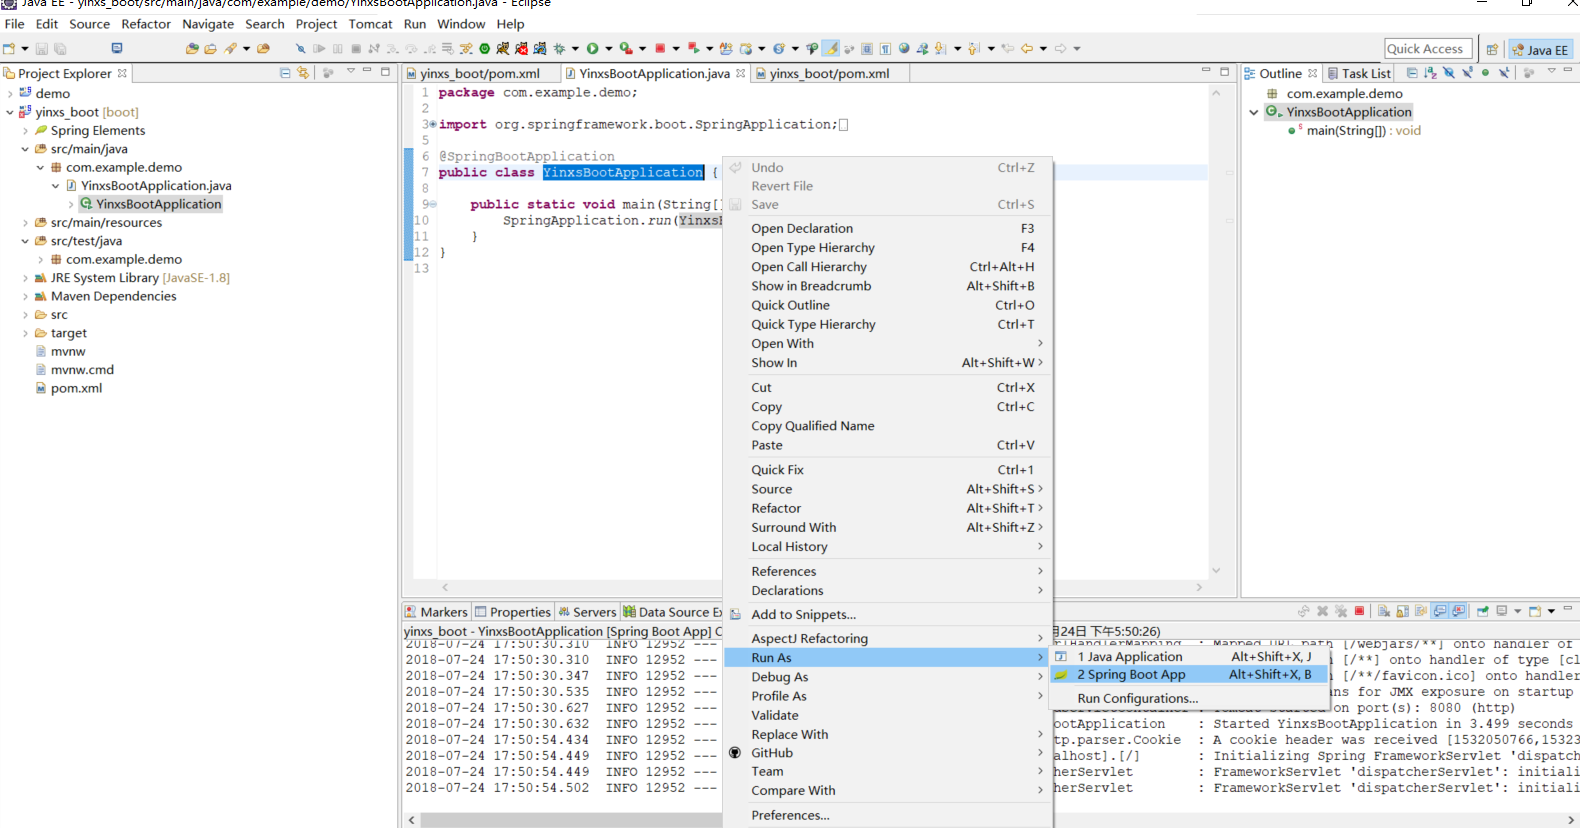 Java EE - yinxs_boot/src/main/java/com/example/demo/YinxsBootApplication.java - Eclipse
File Edit Source Refactor Navigate Search Project Tomcat Run Window Help
Quick Access
Java EE
Project Explorer
demo
yinxs_boot [boot]
Spring Elements
src/main/java
com.example.demo
YinxsBootApplication.java
YinxsBootApplication
src/main/resources
src/test/java
com.example.demo
JRE System Library [JavaSE-1.8]
Maven Dependencies
src
target
mvnw
mvnw.cmd
pom.xml
yinxs_boot/pom.xml
YinxsBootApplication.java
yinxs_boot/pom.xml
1 package com.example.demo;
2
3 import org.springframework.boot.SpringApplication;
5
6 @SpringBootApplication
7 public class YinxsBootApplication {
8
9 public static void main(String[]
10 SpringApplication.run(Yinxs
11 }
12 }
13
Undo Ctrl+Z
Revert File
Save Ctrl+S
Open Declaration F3
Open Type Hierarchy F4
Open Call Hierarchy Ctrl+Alt+H
Show in Breadcrumb Alt+Shift+B
Quick Outline Ctrl+O
Quick Type Hierarchy Ctrl+T
Open With
Show In Alt+Shift+W
Cut Ctrl+X
Copy Ctrl+C
Copy Qualified Name
Paste Ctrl+V
Quick Fix Ctrl+1
Source Alt+Shift+S
Refactor Alt+Shift+T
Surround With Alt+Shift+Z
Local History
References
Declarations
Add to Snippets...
AspectJ Refactoring
Run As
Debug As
Profile As
Validate
Replace With
GitHub
Team
Compare With
Preferences...
1 Java Application Alt+Shift+X, J
2 Spring Boot App Alt+Shift+X, B
Run Configurations...
Outline
Task List
com.example.demo
YinxsBootApplication
main(String[]) : void
Markers
Properties
Servers
Data Source Ex
yinxs_boot - YinxsBootApplication [Spring Boot App] C
月24日 下午5:50:26)
2018-07-24 17:50:30.310 INFO 12952 --- rlHandlerMapping : Mapped URL path [/webjars/**] onto handler of
2018-07-24 17:50:30.310 INFO 12952 --- [/**] onto handler of type [cl
2018-07-24 17:50:30.347 INFO 12952 --- [/**/favicon.ico] onto handler
2018-07-24 17:50:30.535 INFO 12952 --- ns for JMX exposure on startup
2018-07-24 17:50:30.627 INFO 12952 --- : Tomcat started on port(s): 8080 (http)
2018-07-24 17:50:30.632 INFO 12952 --- ootApplication : Started YinxsBootApplication in 3.499 seconds
2018-07-24 17:50:54.434 INFO 12952 --- tp.parser.Cookie : A cookie header was received [1532050766,15323
2018-07-24 17:50:54.449 INFO 12952 --- alhost].[/] : Initializing Spring FrameworkServlet 'dispatch
2018-07-24 17:50:54.449 INFO 12952 --- herServlet : FrameworkServlet 'dispatcherServlet': initiali
2018-07-24 17:50:54.502 INFO 12952 --- herServlet : FrameworkServlet 'dispatcherServlet': initiali